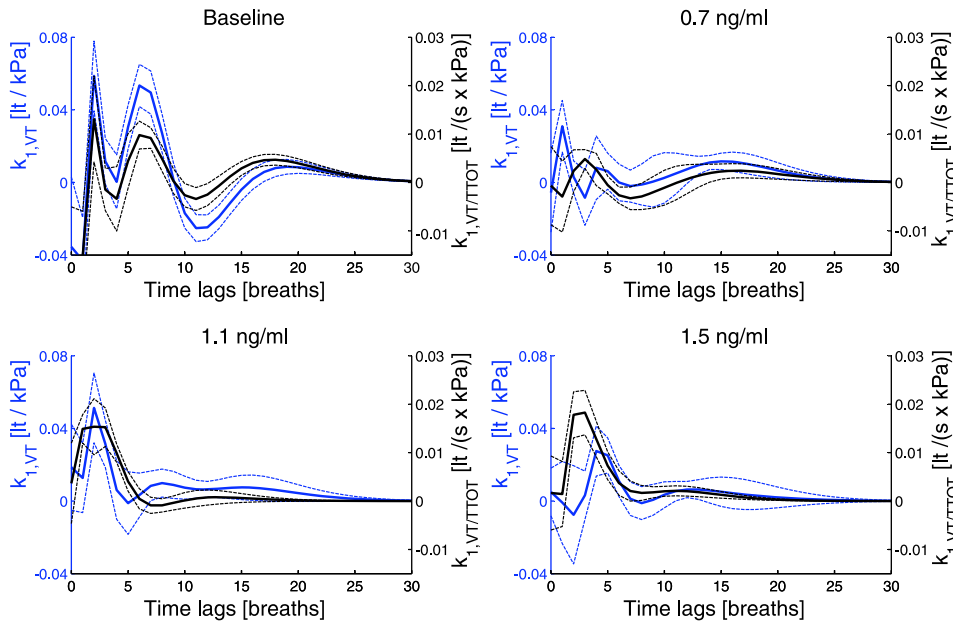 Baseline
k1,VT [lt / kPa]
0.08
0.04
0
-0.04
0.03
0.02
0.01
0
-0.01
k1,VT/TTOT [lt /(s x kPa)]
0 5 10 15 20 25 30
Time lags [breaths]
0.7 ng/ml
k1,VT [lt / kPa]
0.08
0.04
0
-0.04
0.03
0.02
0.01
0
-0.01
k1,VT/TTOT [lt /(s x kPa)]
0 5 10 15 20 25 30
Time lags [breaths]
1.1 ng/ml
k1,VT [lt / kPa]
0.08
0.04
0
-0.04
0.03
0.02
0.01
0
-0.01
k1,VT/TTOT [lt /(s x kPa)]
0 5 10 15 20 25 30
Time lags [breaths]
1.5 ng/ml
k1,VT [lt / kPa]
0.08
0.04
0
-0.04
0.03
0.02
0.01
0
-0.01
k1,VT/TTOT [lt /(s x kPa)]
0 5 10 15 20 25 30
Time lags [breaths]